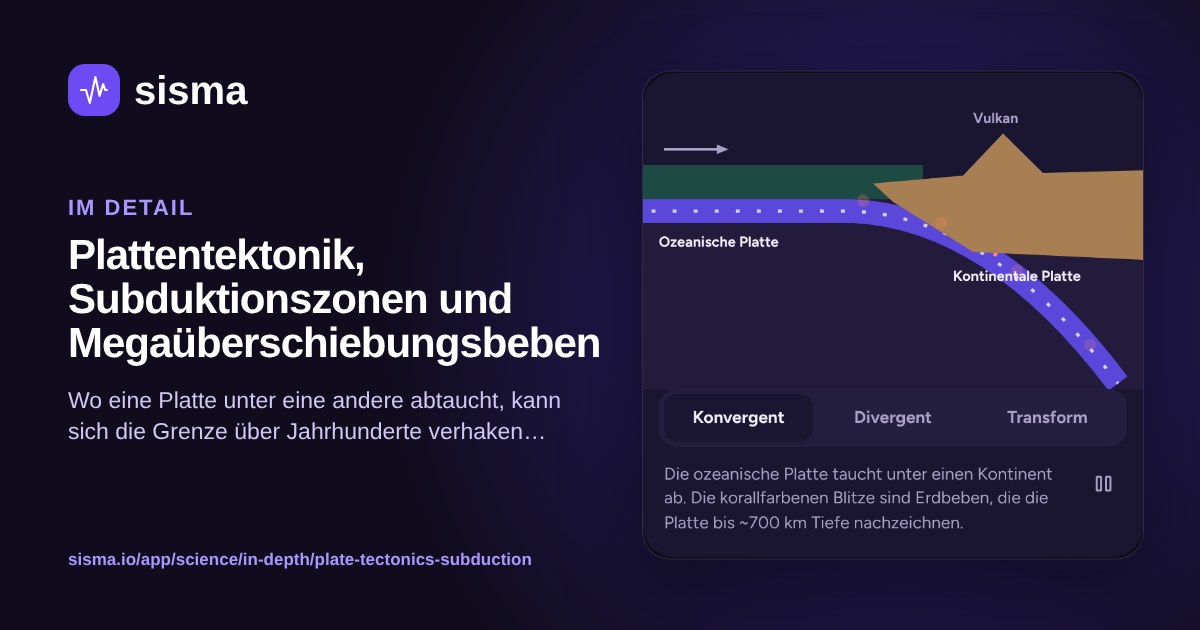 sisma
IM DETAIL
Plattentektonik,
Subduktionszonen und
Megaüberschiebungsbeben
Wo eine Platte unter eine andere abtaucht, kann
sich die Grenze über Jahrhunderte verhaken…
sisma.io/app/science/in-depth/plate-tectonics-subduction
Vulkan
Ozeanische Platte
Kontinentale Platte
Konvergent Divergent Transform
Die ozeanische Platte taucht unter einen Kontinent
ab. Die korallfarbenen Blitze sind Erdbeben, die die
Platte bis ~700 km Tiefe nachzeichnen.